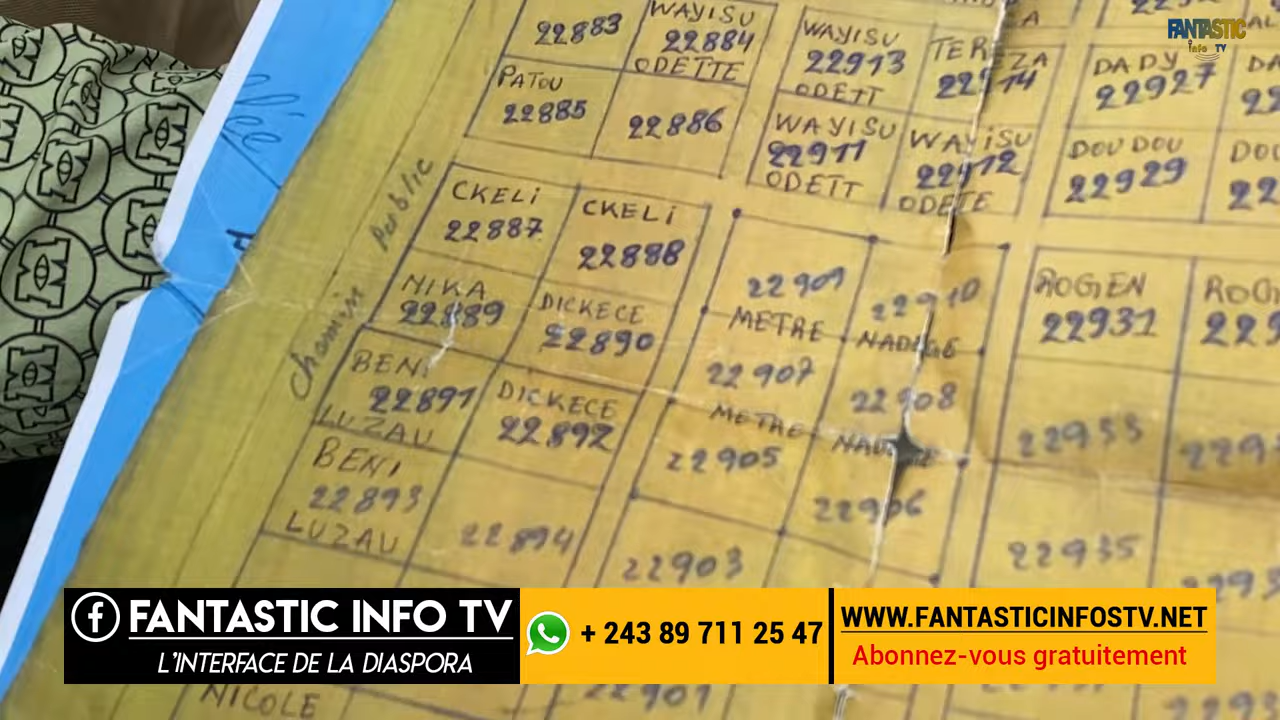 FANTASTIC
info TV
22883
WAYISU
22884
ODETTE
PATOU
22885
22886
WAYISU
22913
ODETT
TEREZA
22914
DADY
22927
WAYISU
22911
ODETT
WAYISU
22912
ODETE
DOUDOU
22929
chemin Public
CKELI
22887
CKELI
22888
NIKA
22889
DICKECE
22890
22909
METRE
22910
NADEGE
ROGEN
22931
BENI
22891
LUZAU
DICKECE
22892
22907
METRE
22908
22933
BENI
22893
LUZAU
22894
22905
22906
22903
22935
NICOLE
22901
FANTASTIC INFO TV
L'INTERFACE DE LA DIASPORA
+ 243 89 711 25 47
WWW.FANTASTICINFOSTV.NET
Abonnez-vous gratuitement